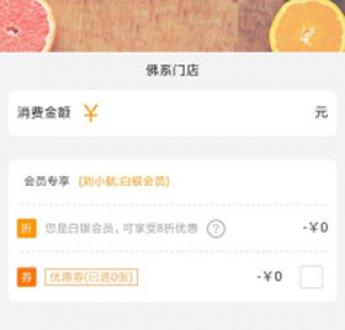 佛系门店
消费金额 ¥ 元
会员专享 (刘小航:白银会员)
折 您是白银会员,可享受8折优惠 ? -¥0
券 优惠券(已选0张) -¥0